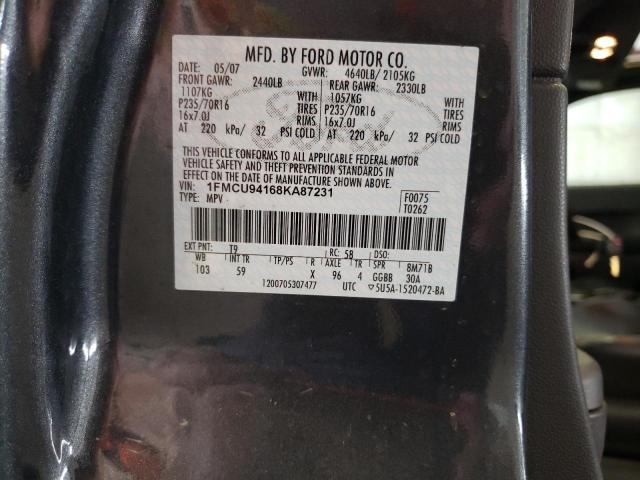 MFD. BY FORD MOTOR CO.
DATE: 05/07 GVWR: 4640LB/ 2105KG
FRONT GAWR: 2440LB REAR GAWR: 2330LB
1107KG WITH 1057KG WITH
P235/70R16 TIRES P235/70R16 TIRES
16x7.0J RIMS 16x7.0J RIMS
AT 220 kPa/ 32 PSI COLD AT 220 kPa/ 32 PSI COLD
THIS VEHICLE CONFORMS TO ALL APPLICABLE FEDERAL MOTOR
VEHICLE SAFETY AND THEFT PREVENTION STANDARDS IN
EFFECT ON THE DATE OF MANUFACTURE SHOWN ABOVE.
VIN: 1FMCU94168KA87231 F0075
TYPE: MPV T0262
EXT PNT: T9 RC: 5B DSO:
WB INT TR TP/PS R AXLE TR SPR 8M71B
103 59 X 96 4 GGBB 30A
1200705307477 UTC ▽5U5A-1520472-BA
Ford